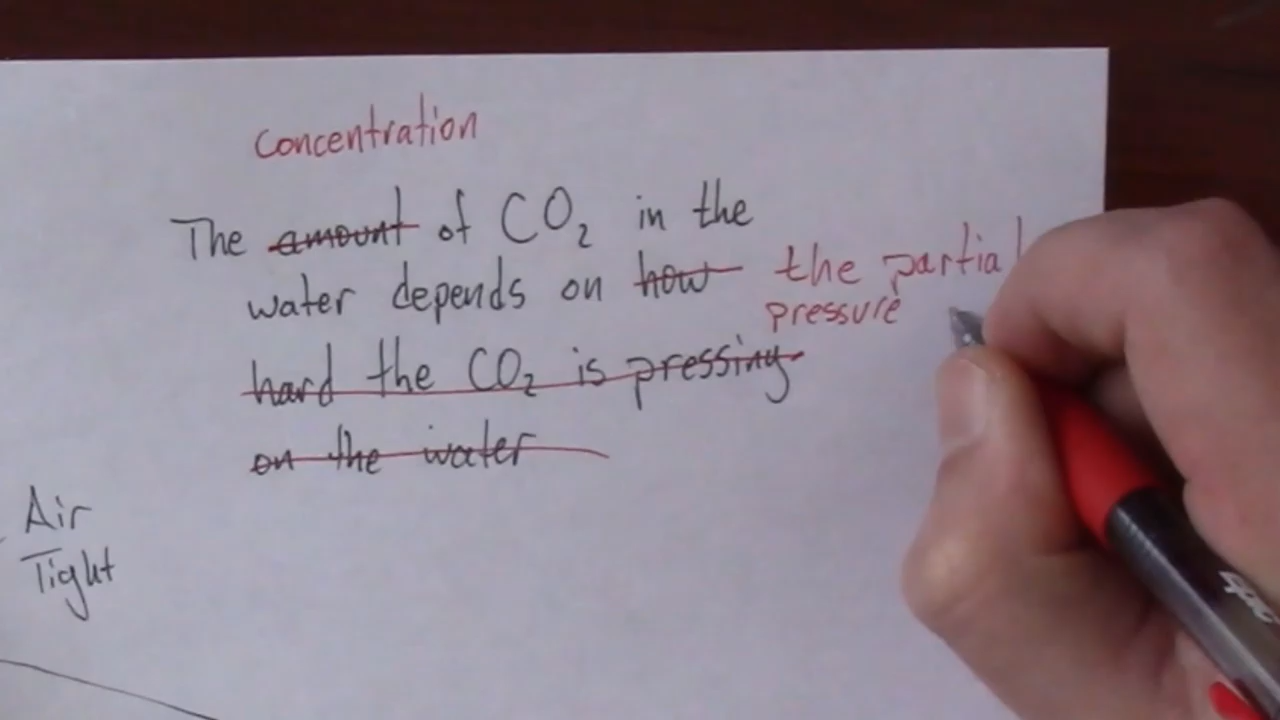 concentration
The amount of CO₂ in the
water depends on how the partial
pressure
hard the CO₂ is pressing
on the water
Air
Tight